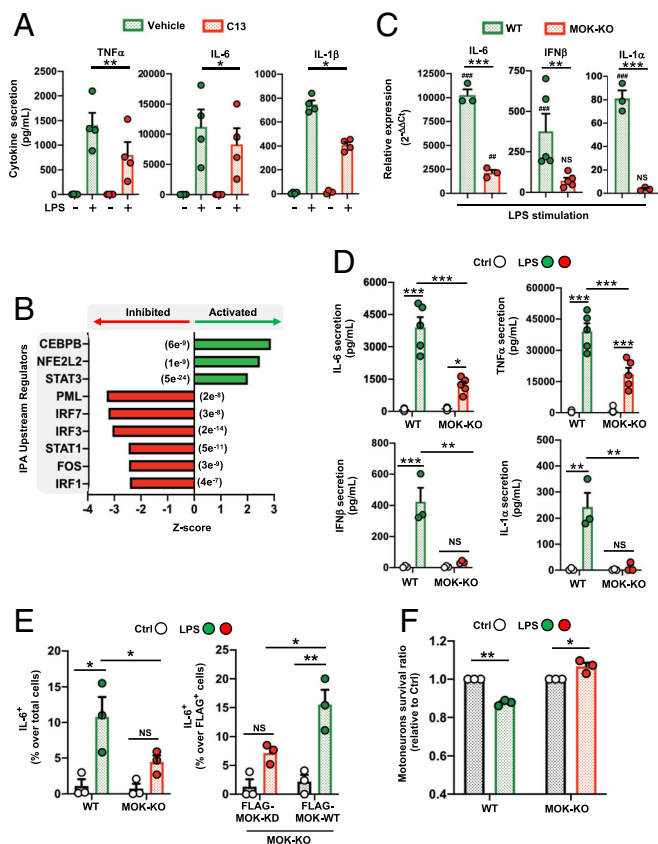 A
Vehicle C13
TNFα IL-6 IL-1β
** * *
Cytokine secretion
(pg/mL)
2500
2000
1500
1000
500
0
20000
15000
10000
5000
0
1500
1000
500
0
LPS - + - + - + - + - + - +
C
WT MOK-KO
IL-6 IFNβ IL-1α
*** ** ***
Relative expression
(2^-ΔΔCt)
12500
10000
7500
5000
2500
0
750
500
250
0
100
80
60
40
20
0
### ## ### NS ### NS
LPS stimulation
B
Inhibited Activated
IPA Upstream Regulators
CEBPB (6e-9)
NFE2L2 (1e-9)
STAT3 (5e-24)
PML (2e-8)
IRF7 (3e-8)
IRF3 (2e-14)
STAT1 (5e-11)
FOS (3e-9)
IRF1 (4e-7)
-4 -3 -2 -1 0 1 2 3
Z-score
D
Ctrl LPS
IL-6 secretion
(pg/mL)
6000
4500
3000
1500
0
*** *** *
WT MOK-KO
TNFα secretion
(pg/mL)
60000
45000
30000
15000
0
*** *** ***
WT MOK-KO
IFNβ secretion
(pg/mL)
800
600
400
200
0
*** ** NS
WT MOK-KO
IL-1α secretion
(pg/mL)
500
400
300
200
100
0
** ** NS
WT MOK-KO
E
Ctrl LPS
IL-6+
(% over total cells)
20
15
10
5
0
* * NS
WT MOK-KO
IL-6+
(% over FLAG+ cells)
25
20
15
10
5
0
* ** NS
FLAG-
MOK-KD
FLAG-
MOK-WT
MOK-KO
F
Ctrl LPS
Motoneurons survival ratio
(relative to Ctrl)
1.4
1.2
1.0
0.8
0.6
0.4
** *
WT MOK-KO